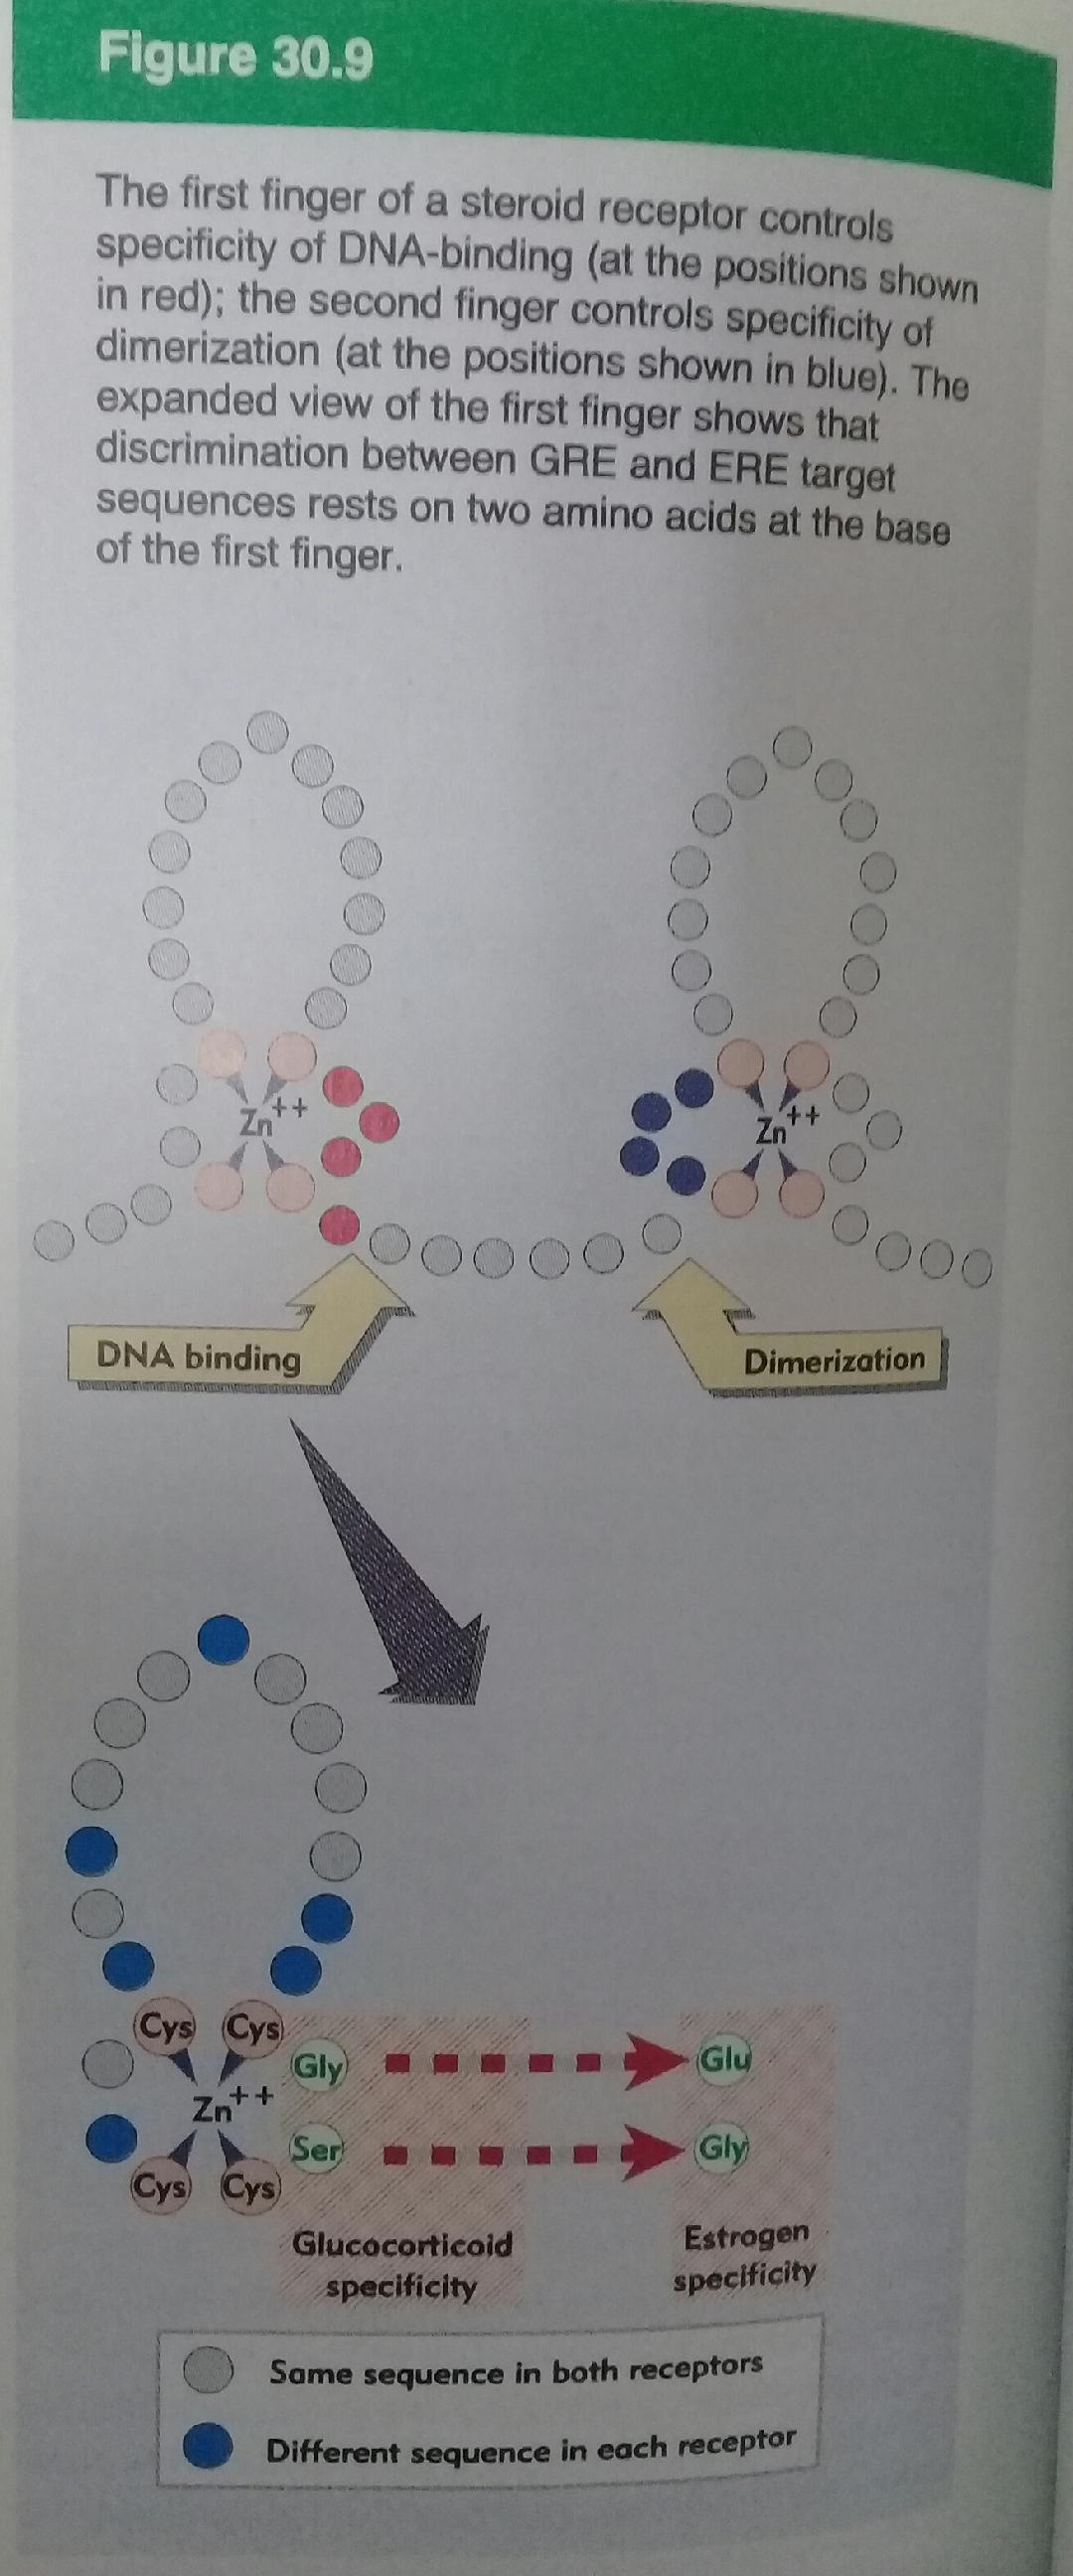 Figure 30.9
The first finger of a steroid receptor controls
specificity of DNA-binding (at the positions shown
in red); the second finger controls specificity of
dimerization (at the positions shown in blue). The
expanded view of the first finger shows that
discrimination between GRE and ERE target
sequences rests on two amino acids at the base
of the first finger.
Zn++
Zn++
DNA binding
Dimerization
Cys Cys
Gly
Glu
Zn++
Ser
Gly
Cys Cys
Glucocorticoid
specificity
Estrogen
specificity
Same sequence in both receptors
Different sequence in each receptor